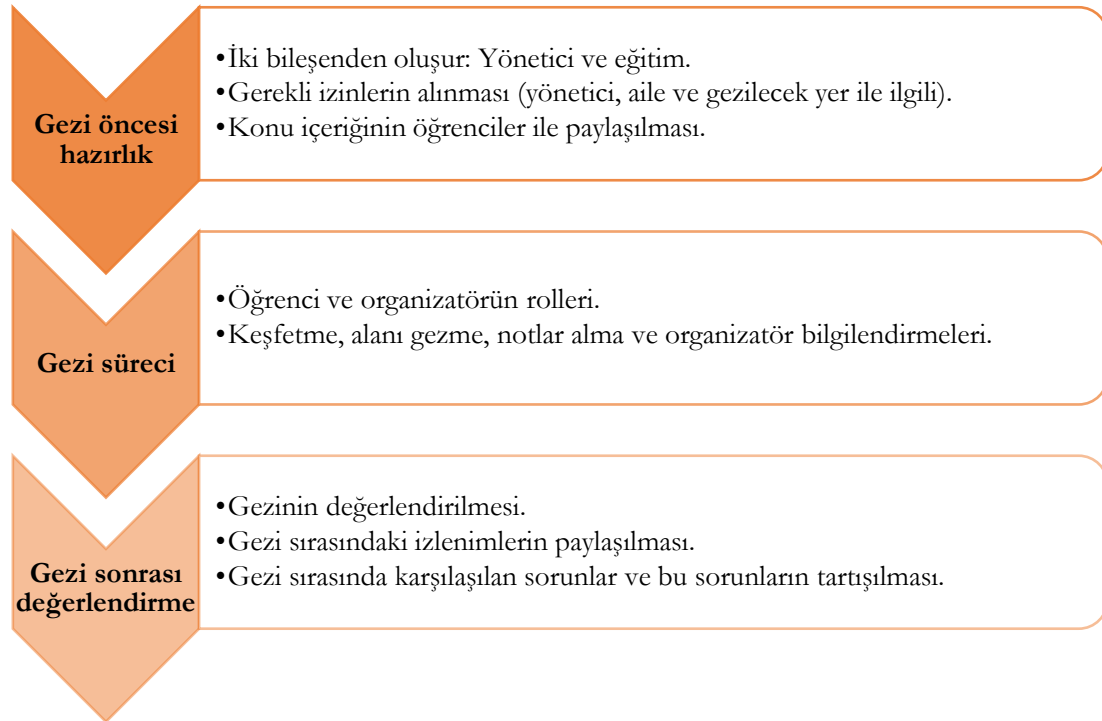 Gezi öncesi
hazırlık
•İki bileşenden oluşur: Yönetici ve eğitim.
•Gerekli izinlerin alınması (yönetici, aile ve gezilecek yer ile ilgili).
•Konu içeriğinin öğrenciler ile paylaşılması.
Gezi süreci
•Öğrenci ve organizatörün rolleri.
•Keşfetme, alanı gezme, notlar alma ve organizatör bilgilendirmeleri.
Gezi sonrası
değerlendirme
•Gezinin değerlendirilmesi.
•Gezi sırasındaki izlenimlerin paylaşılması.
•Gezi sırasında karşılaşılan sorunlar ve bu sorunların tartışılması.